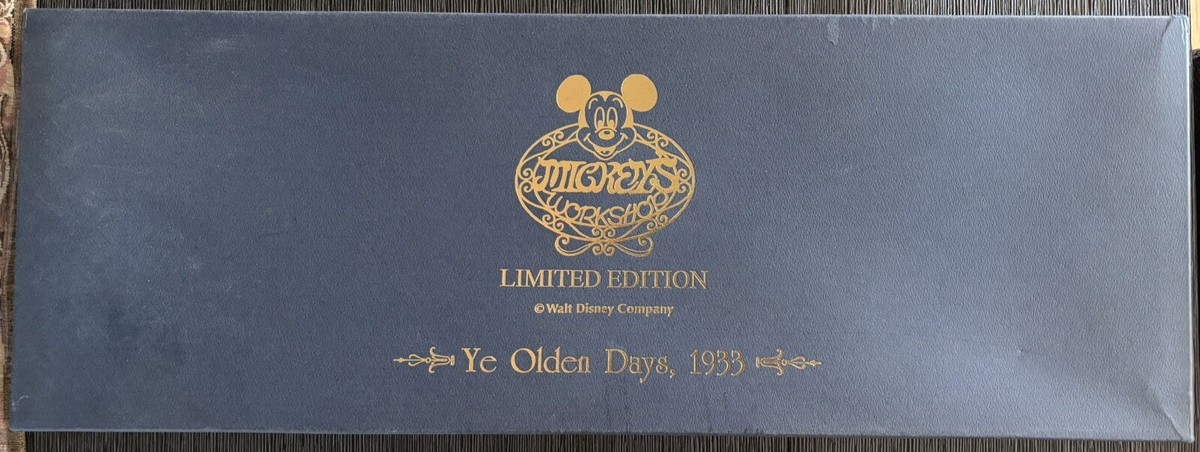 MICKEY'S
WORKSHOP
LIMITED EDITION
© Walt Disney Company
Ye Olden Days, 1933